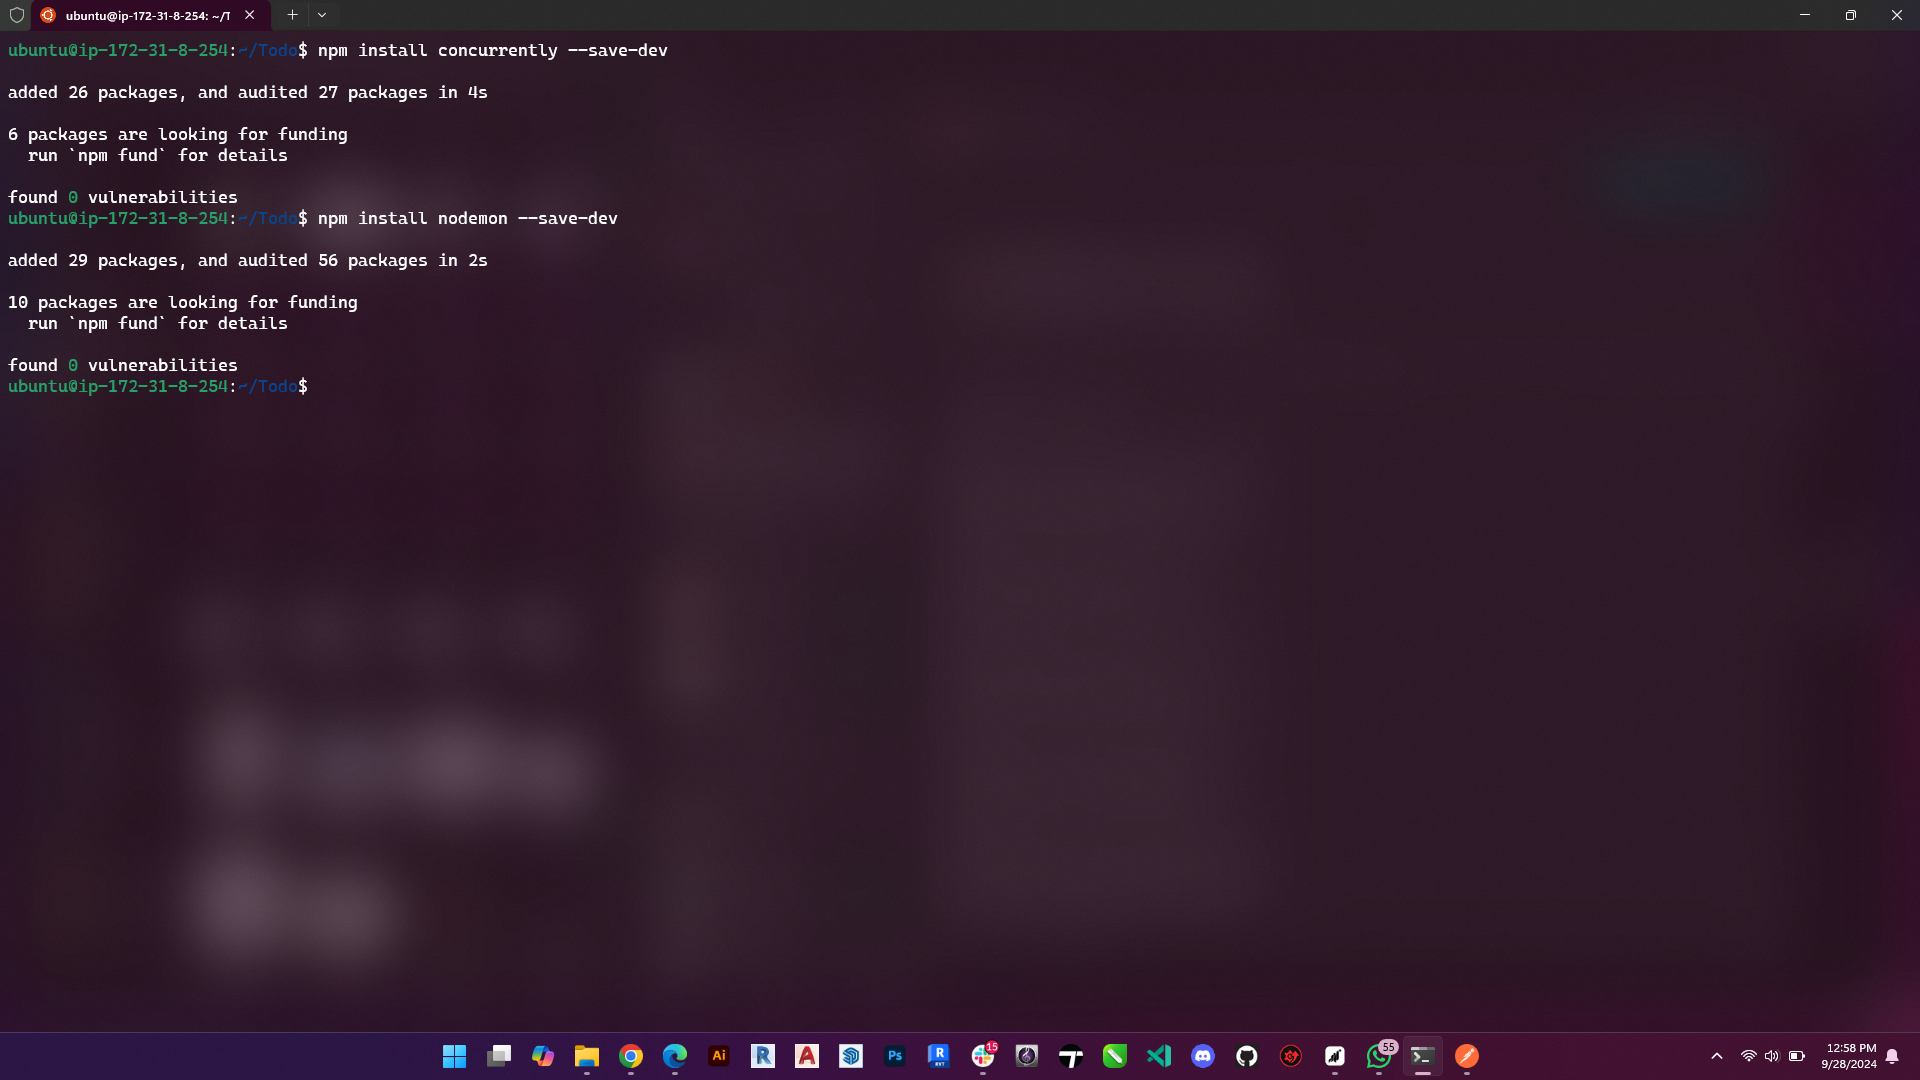 ubuntu@ip-172-31-8-254: ~/T
ubuntu@ip-172-31-8-254:~/Todo$ npm install concurrently --save-dev
added 26 packages, and audited 27 packages in 4s
6 packages are looking for funding
run `npm fund` for details
found 0 vulnerabilities
ubuntu@ip-172-31-8-254:~/Todo$ npm install nodemon --save-dev
added 29 packages, and audited 56 packages in 2s
10 packages are looking for funding
run `npm fund` for details
found 0 vulnerabilities
ubuntu@ip-172-31-8-254:~/Todo$
Ai
R
A
Ps
R
RVT
15
55
12:58 PM
9/28/2024